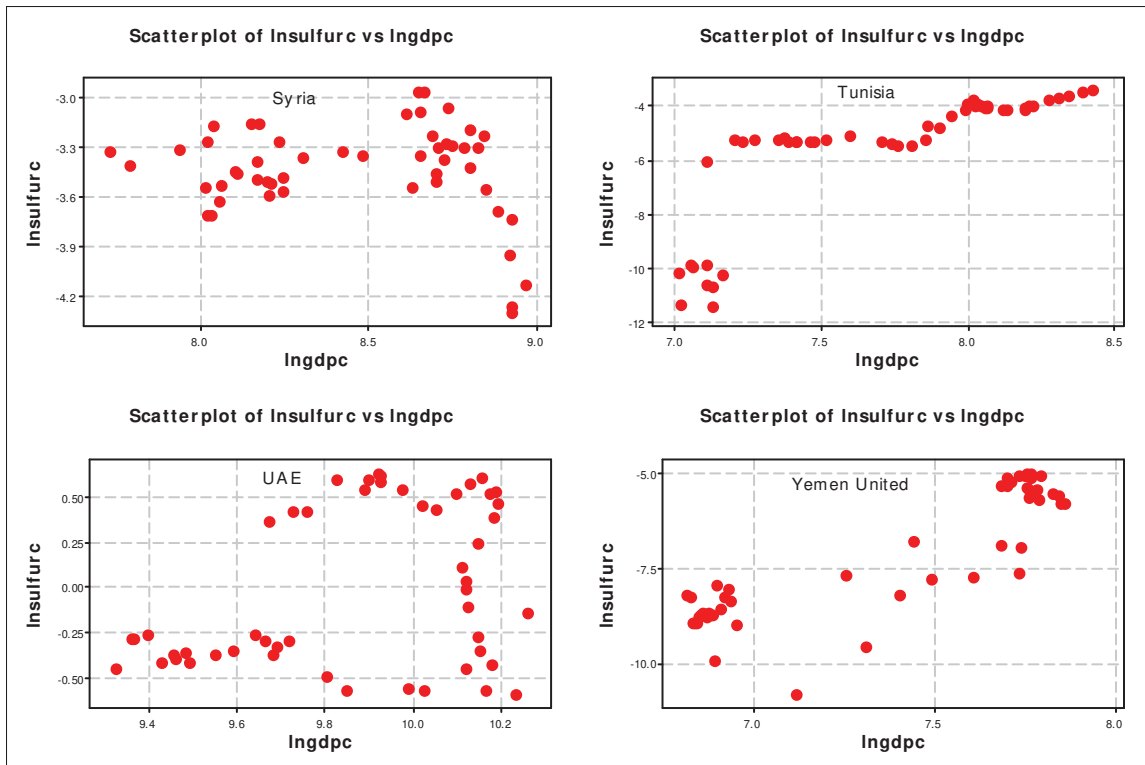 Scatterplot of lnsulfurc vs lngdpc
Syria
-3.0
-3.3
-3.6
-3.9
-4.2
lnsulfurc
8.0 8.5 9.0
lngdpc
Scatterplot of lnsulfurc vs lngdpc
Tunisia
-4
-6
-8
-10
-12
lnsulfurc
7.0 7.5 8.0 8.5
lngdpc
Scatterplot of lnsulfurc vs lngdpc
UAE
0.50
0.25
0.00
-0.25
-0.50
lnsulfurc
9.4 9.6 9.8 10.0 10.2
lngdpc
Scatterplot of lnsulfurc vs lngdpc
Yemen United
-5.0
-7.5
-10.0
lnsulfurc
7.0 7.5 8.0
lngdpc